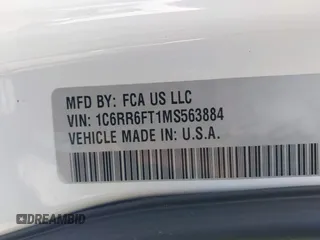 MFD BY: FCA US LLC
VIN: 1C6RR6FT1MS563884
VEHICLE MADE IN U.S.A.
DREAMBID